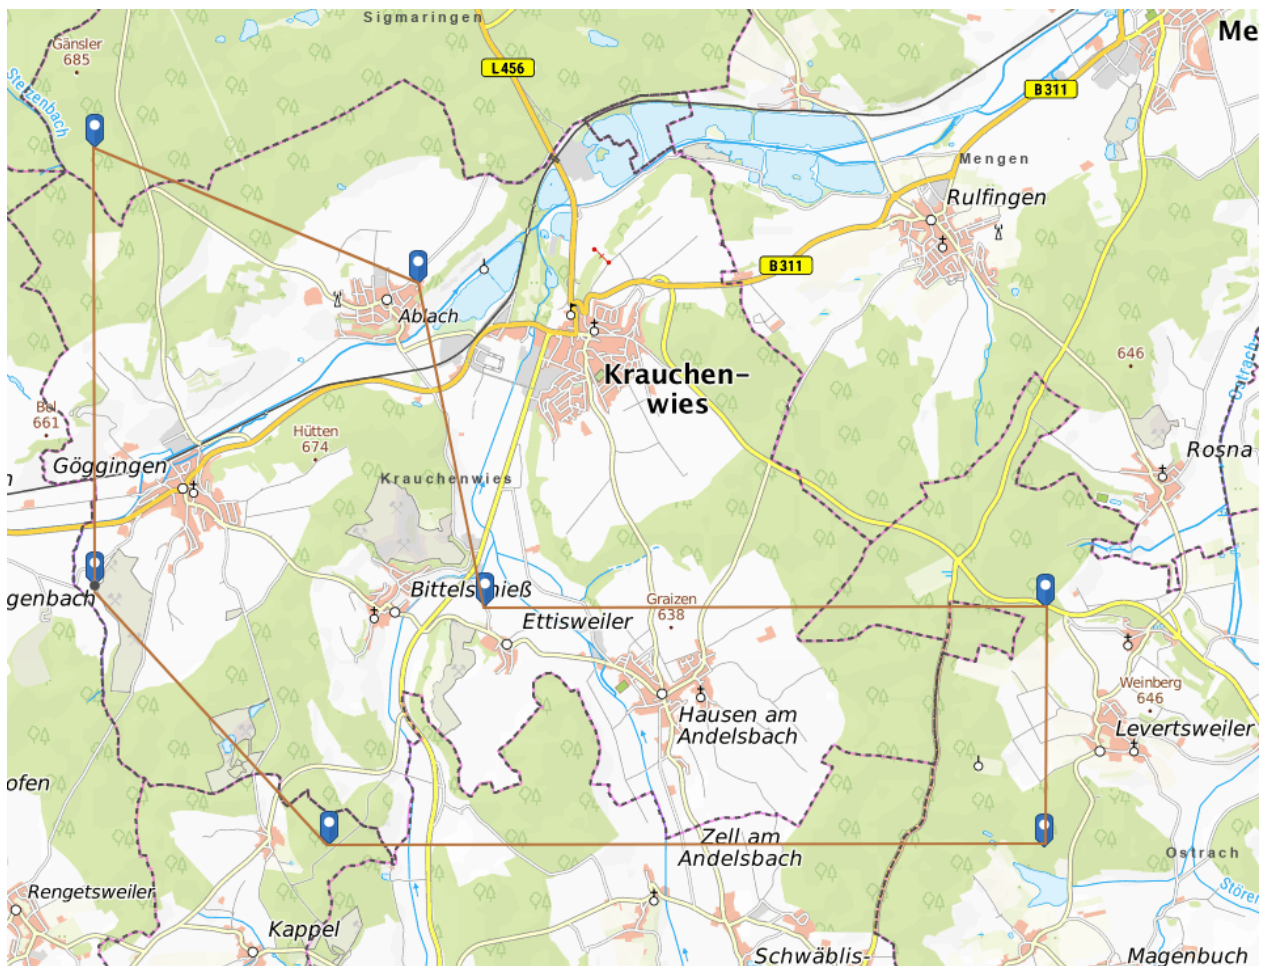 Sigmaringen
Me
Gänsler
685
L456
Stelzenbach
B311
Mengen
Rulfingen
B311
Ablach
646
Ostrach
Krauchen-
wies
Bol
661
Hütten
674
Göggingen
Rosna
n
Krauchenwies
genbach
Bittelschieß
Graizen
638
Ettisweiler
Weinberg
646
Hausen am
Andelsbach
Levertsweiler
ofen
Zell am
Andelsbach
Ostrach
Rengetsweiler
Kappel
Schwäblis-
Magenbuch